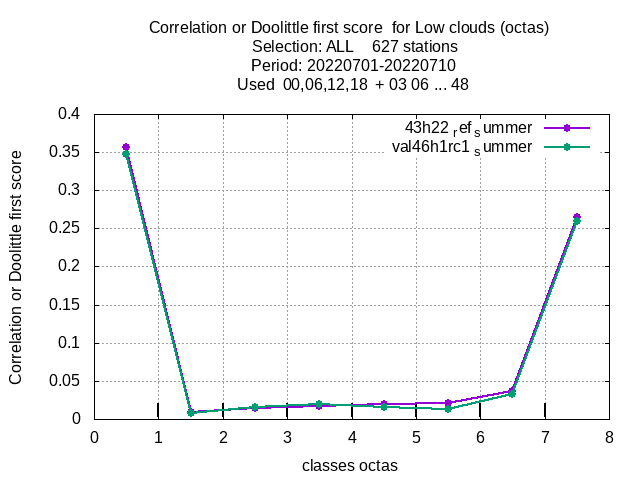 Correlation or Doolittle first score  for Low clouds (octas)
Selection: ALL    627 stations
Period: 20220701-20220710
Used  00,06,12,18  + 03 06 ... 48
43h22 ref summer
val46h1rc1 summer
Correlation or Doolittle first score
0.4
0.35
0.3
0.25
0.2
0.15
0.1
0.05
0
0 1 2 3 4 5 6 7 8
classes octas